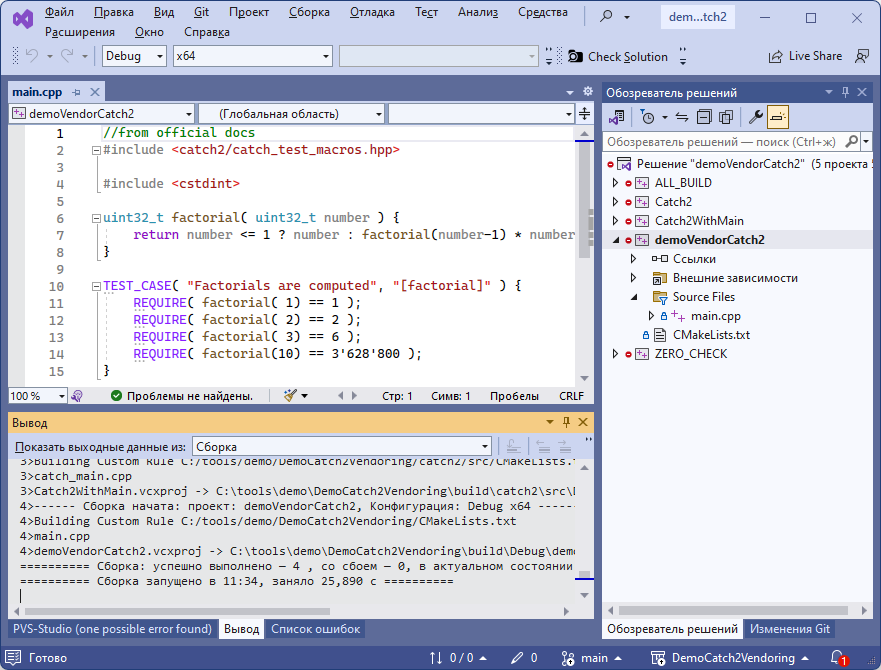 Файл Правка Вид Git Проект Сборка Отладка Тест Анализ Средства dem...tch2
Расширения Окно Справка
Debug x64 Check Solution Live Share
main.cpp
demoVendorCatch2 (Глобальная область)
1 //from official docs
2 #include <catch2/catch_test_macros.hpp>
3
4 #include <cstdint>
5
6 uint32_t factorial( uint32_t number ) {
7 return number <= 1 ? number : factorial(number-1) * number
8 }
9
10 TEST_CASE( "Factorials are computed", "[factorial]" ) {
11 REQUIRE( factorial( 1) == 1 );
12 REQUIRE( factorial( 2) == 2 );
13 REQUIRE( factorial( 3) == 6 );
14 REQUIRE( factorial(10) == 3'628'800 );
15 }
100 % Проблемы не найдены. Стр: 1 Симв: 1 Пробелы CRLF
Вывод
Показать выходные данные из: Сборка
3>Building Custom Rule C:/tools/demo/DemoCatch2Vendoring/catch2/src/CMakeLists.
3>catch_main.cpp
3>Catch2WithMain.vcxproj -> C:\tools\demo\DemoCatch2Vendoring\build\catch2\src\
4>------ Сборка начата: проект: demoVendorCatch2, Конфигурация: Debug x64 ------
4>Building Custom Rule C:/tools/demo/DemoCatch2Vendoring/CMakeLists.txt
4>main.cpp
4>demoVendorCatch2.vcxproj -> C:\tools\demo\DemoCatch2Vendoring\build\Debug\demo
========== Сборка: успешно выполнено – 4 , со сбоем – 0, в актуальном состоянии
========== Сборка запущено в 11:34, заняло 25,890 с ==========
PVS-Studio (one possible error found) Вывод Список ошибок
Обозреватель решений
Обозреватель решений — поиск (Ctrl+ж)
Решение "demoVendorCatch2" (5 проекта
ALL_BUILD
Catch2
Catch2WithMain
demoVendorCatch2
Ссылки
Внешние зависимости
Source Files
main.cpp
CMakeLists.txt
ZERO_CHECK
Обозреватель решений Изменения Git
Готово 0 / 0 0 main DemoCatch2Vendoring 1